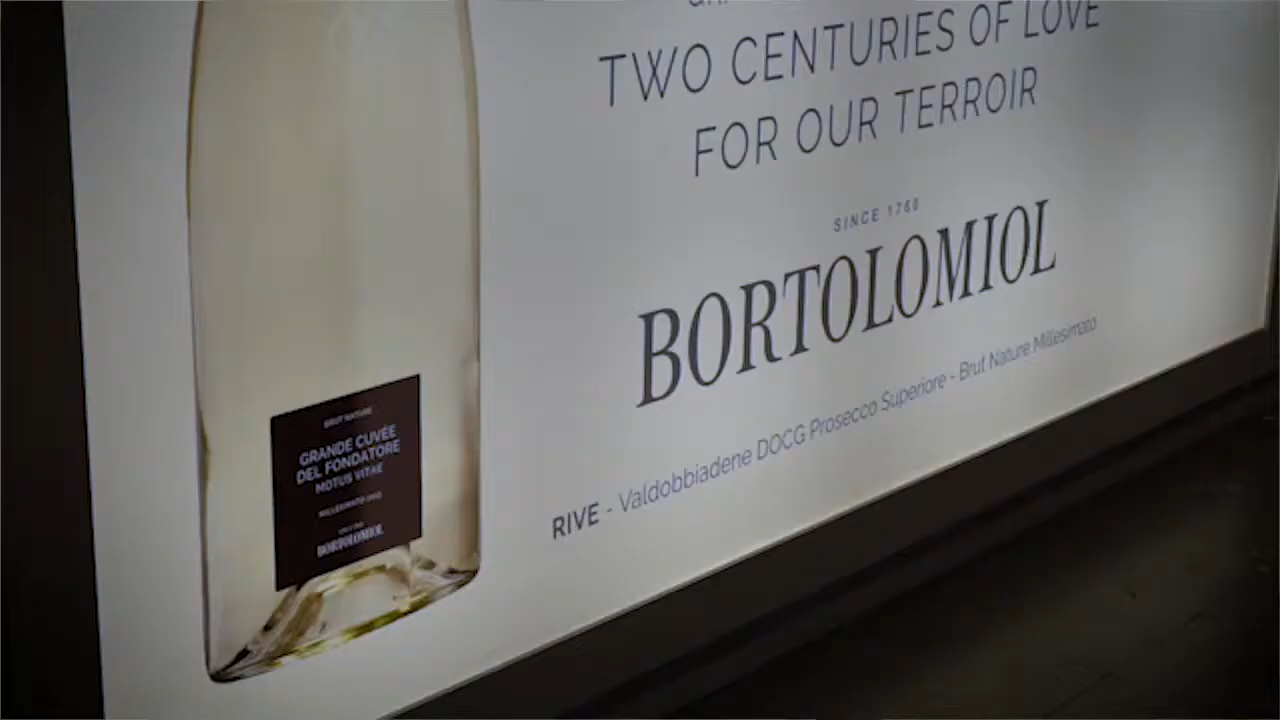 TWO CENTURIES OF LOVE
FOR OUR TERROIR
SINCE 1760
BORTOLOMIOL
RIVE - Valdobbiadene DOCG Prosecco Superiore - Brut Nature Millesimato
BRUT NATURE
GRANDE CUVÉE
DEL FONDATORE
MOTUS VITAE
MILLESIMATO
BORTOLOMIOL